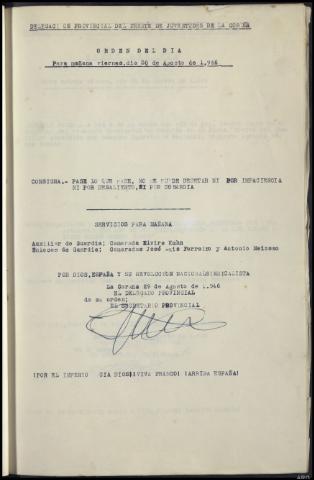 DELEGACION PROVINCIAL DEL FRENTE DE JUVENTUDES DE LA CORUÑA
ORDEN DEL DIA
Para mañana viernes, dia 30 de Agosto de 1.946
CONSIGNA.- PASE LO QUE PASE, NO SE PUEDE DESERTAR NI POR IMPACIENCIA
NI POR DESALIENTO, NI POR COBARDIA
SERVICIOS PARA MAÑANA
Auxiliar de Guardia: Camarada Elvira Kuhn
Enlaces de Guardia: Camaradas José Luis Ferreiro y Antonio Meizoso
POR DIOS, ESPAÑA Y SU REVOLUCION NACIONALSINDICALISTA
La Coruña 29 de Agosto de 1.946
EL DELEGADO PROVINCIAL
de su orden:
EL SECRETARIO PROVINCIAL
¡POR EL IMPERIO CIA DIOS¡¡VIVA FRANCO! ¡ARRIBA ESPAÑA!